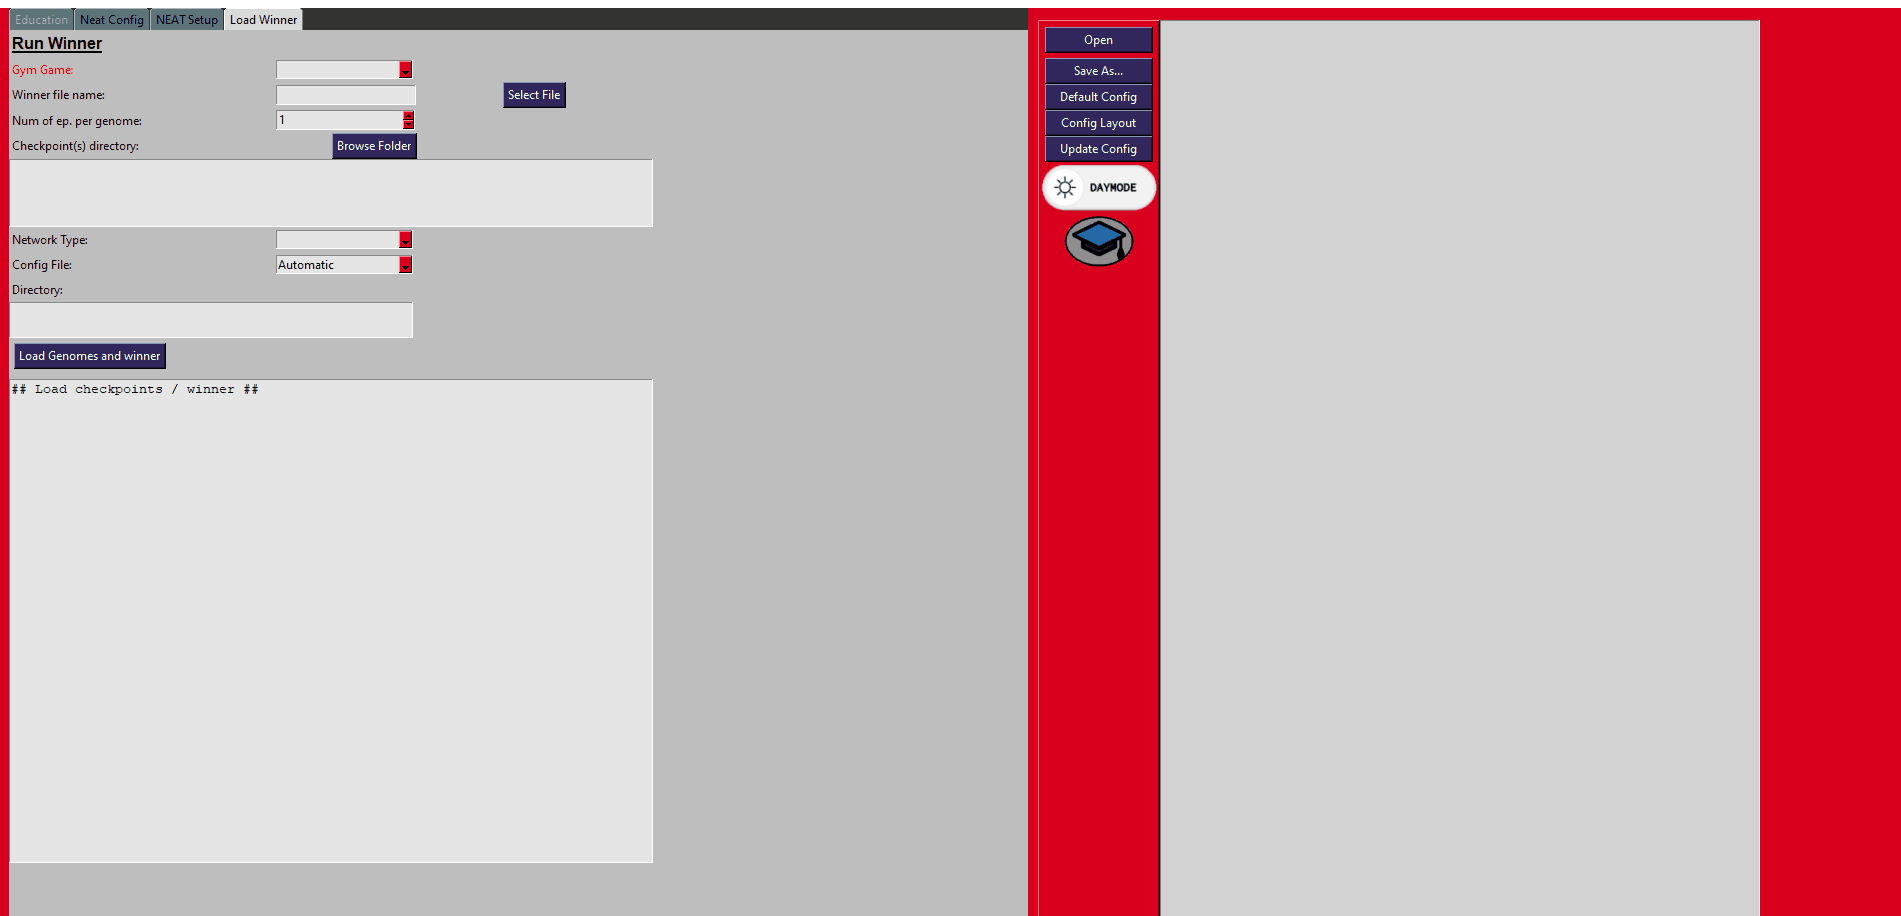 Education Neat Config NEAT Setup Load Winner
Run Winner
Gym Game:
Winner file name: Select File
Num of ep. per genome: 1
Checkpoint(s) directory: Browse Folder
Network Type:
Config File: Automatic
Directory:
Load Genomes and winner
## Load checkpoints / winner ##
Open
Save As...
Default Config
Config Layout
Update Config
DAYMODE